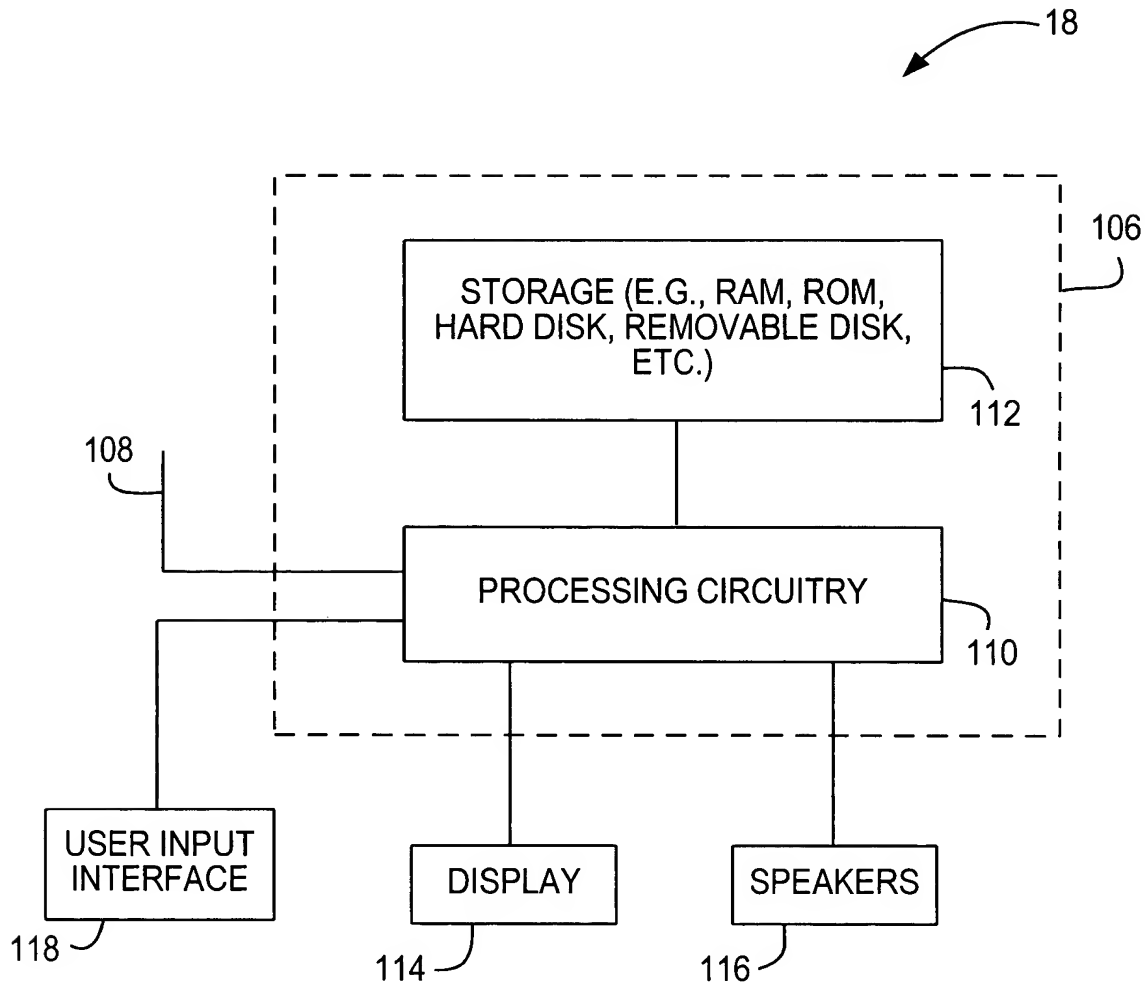 18
106
STORAGE (E.G., RAM, ROM,
HARD DISK, REMOVABLE DISK,
ETC.)
112
108
PROCESSING CIRCUITRY
110
USER INPUT
INTERFACE
DISPLAY
SPEAKERS
118
114
116